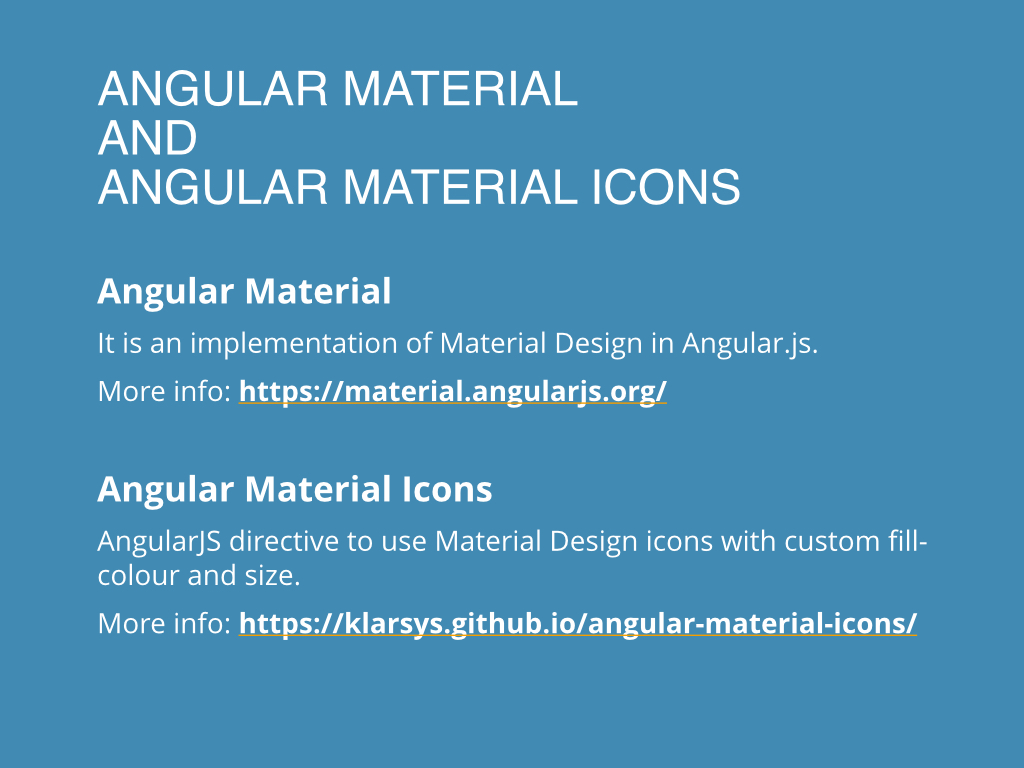 ANGULAR MATERIAL
AND
ANGULAR MATERIAL ICONS
Angular Material
It is an implementation of Material Design in Angular.js.
More info: https://material.angularjs.org/
Angular Material Icons
AngularJS directive to use Material Design icons with custom fill-
colour and size.
More info: https://klarsys.github.io/angular-material-icons/